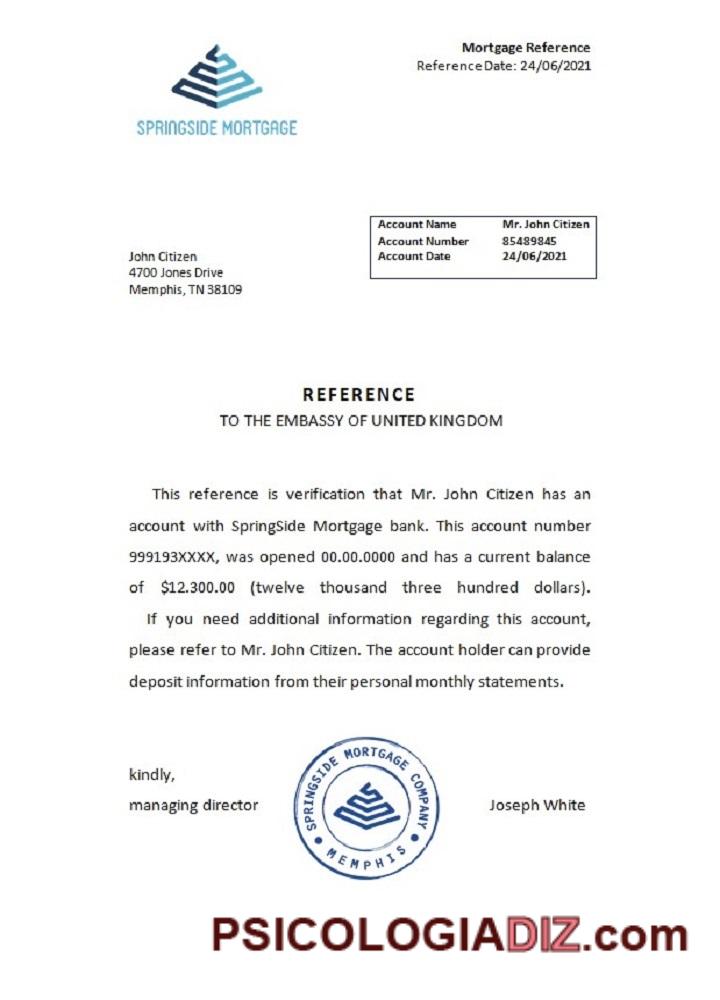 Mortgage Reference
Reference Date: 24/06/2021
SPRINGSIDE MORTGAGE
Account Name Mr. John Citizen
Account Number 85489845
Account Date 24/06/2021
John Citizen
4700 Jones Drive
Memphis, TN 38109
REFERENCE
TO THE EMBASSY OF UNITED KINGDOM
This reference is verification that Mr. John Citizen has an
account with SpringSide Mortgage bank. This account number
999193XXXX, was opened 00.00.0000 and has a current balance
of $12.300.00 (twelve thousand three hundred dollars).
If you need additional information regarding this account,
please refer to Mr. John Citizen. The account holder can provide
deposit information from their personal monthly statements.
kindly,
managing director
SPRINGSIDE MORTGAGE COMPANY
MEMPHIS
Joseph White
PSICOLOGIADIZ.com